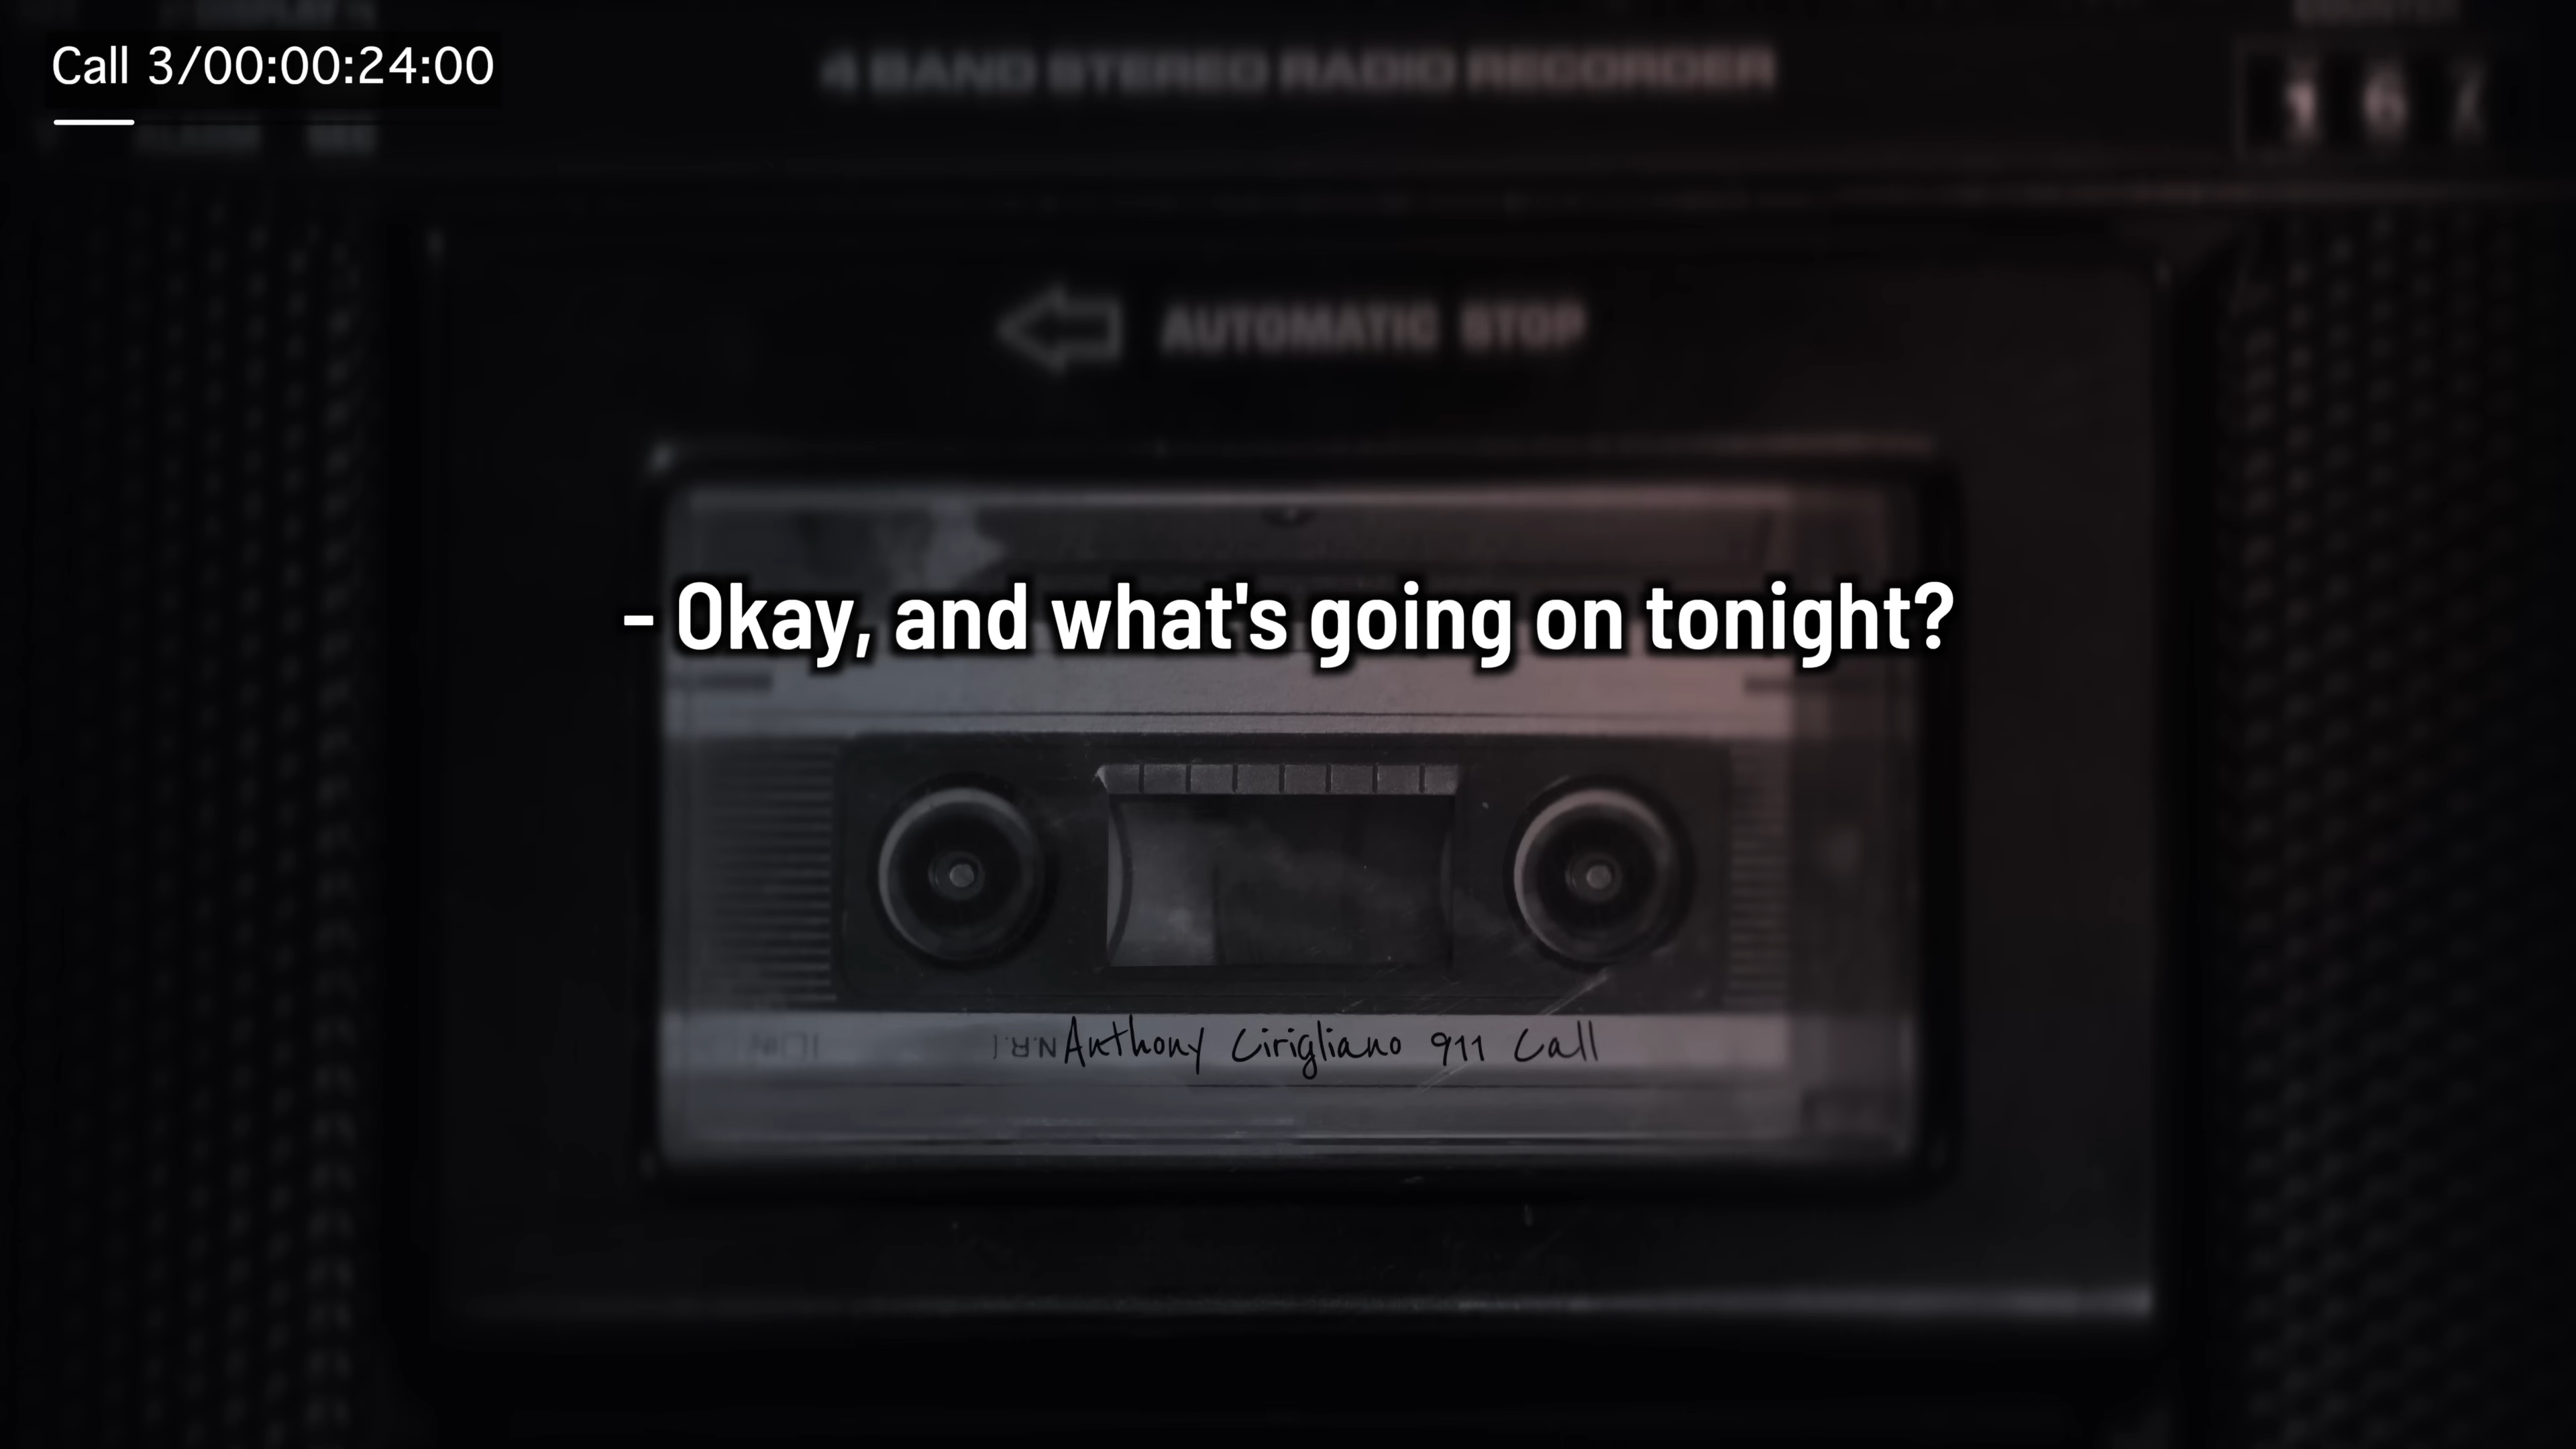 Call 3/00:00:24:00
4 BAND STEREO RADIO RECORDER
AUTOMATIC STOP
- Okay, and what's going on tonight?
Anthony Cirigliano 911 Call